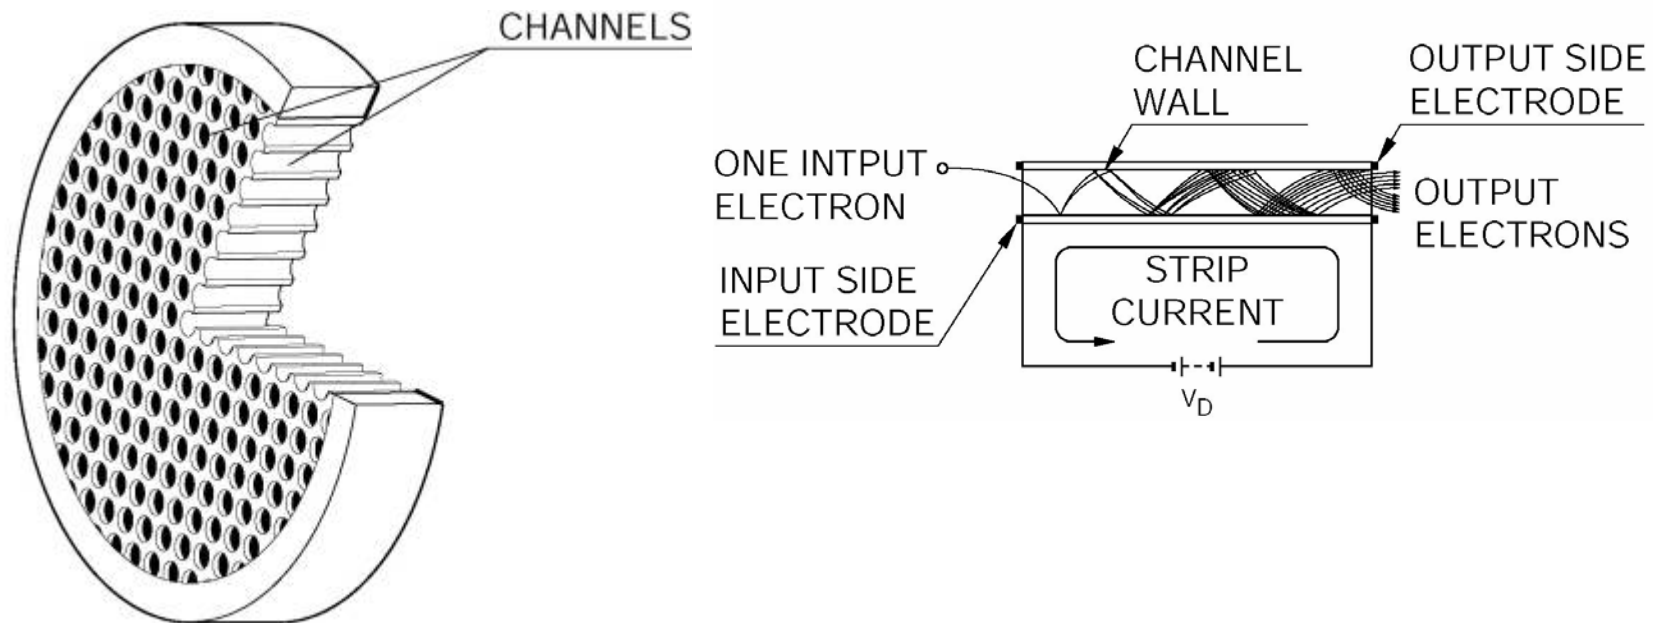 CHANNELS
CHANNEL
WALL
OUTPUT SIDE
ELECTRODE
ONE INTPUT
ELECTRON
OUTPUT
ELECTRONS
INPUT SIDE
ELECTRODE
STRIP
CURRENT
VD